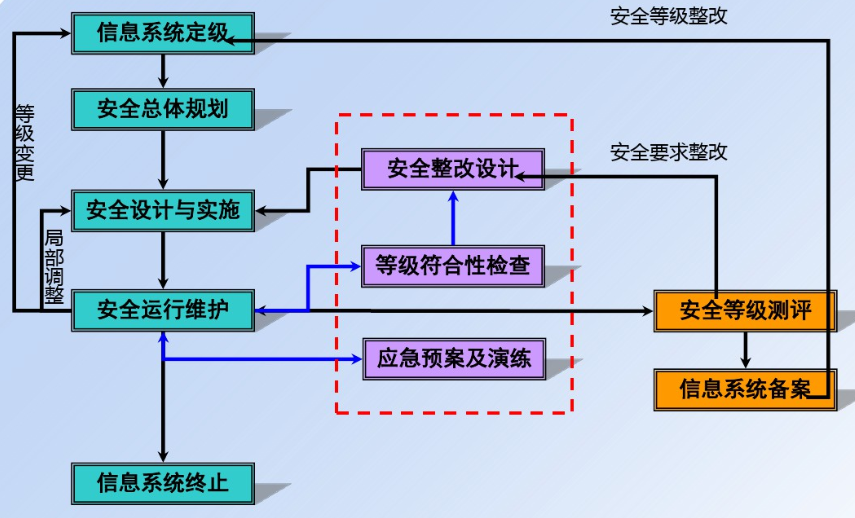 安全等级整改
信息系统定级
安全总体规划
等级变更
安全整改设计
安全要求整改
安全设计与实施
局部调整
等级符合性检查
安全运行维护
安全等级测评
应急预案及演练
信息系统备案
信息系统终止